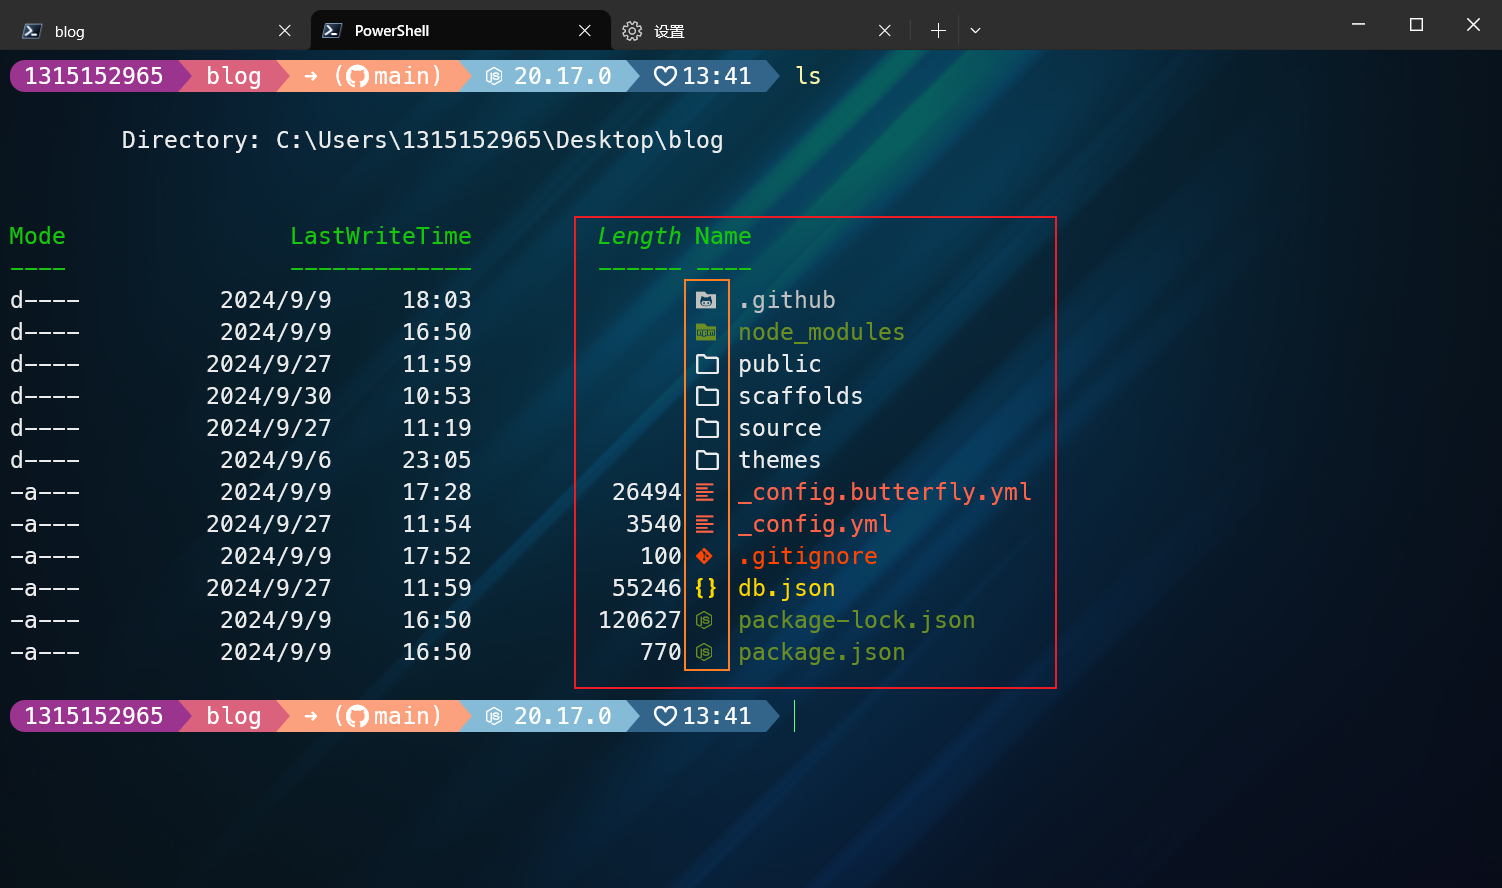 blog PowerShell 设置
1315152965 blog → (main) 20.17.0 13:41 ls
Directory: C:\Users\1315152965\Desktop\blog
Mode LastWriteTime Length Name
---- ------------- ------ ----
d---- 2024/9/9 18:03 .github
d---- 2024/9/9 16:50 node_modules
d---- 2024/9/27 11:59 public
d---- 2024/9/30 10:53 scaffolds
d---- 2024/9/27 11:19 source
d---- 2024/9/6 23:05 themes
-a--- 2024/9/9 17:28 26494 _config.butterfly.yml
-a--- 2024/9/27 11:54 3540 _config.yml
-a--- 2024/9/9 17:52 100 .gitignore
-a--- 2024/9/27 11:59 55246 {} db.json
-a--- 2024/9/9 16:50 120627 package-lock.json
-a--- 2024/9/9 16:50 770 package.json
1315152965 blog → (main) 20.17.0 13:41